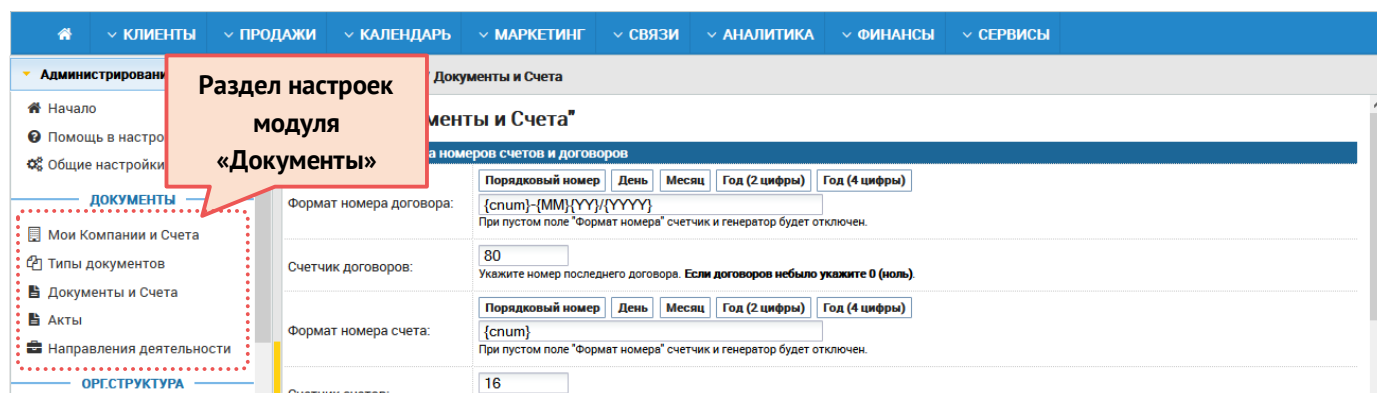 КЛИЕНТЫ ПРОДАЖИ КАЛЕНДАРЬ МАРКЕТИНГ СВЯЗИ АНАЛИТИКА ФИНАНСЫ СЕРВИСЫ
Документы и Счета
Раздел настроек
модуля
«Документы»
Начало
Общие настройки
ДОКУМЕНТЫ
Мои Компании и Счета
Типы документов
Документы и Счета
Акты
Направления деятельности
ОРГ.СТРУКТУРА
ты и Счета"
номеров счетов и договоров
Формат номера договора:
Порядковый номер День Месяц Год (2 цифры) Год (4 цифры)
{cnum}-{MM}{YY}/{YYYY}
При пустом поле "Формат номера" счетчик и генератор будет отключен.
Счетчик договоров:
80
Укажите номер последнего договора. Если договоров небыло укажите 0 (ноль).
Формат номера счета:
Порядковый номер День Месяц Год (2 цифры) Год (4 цифры)
{cnum}
При пустом поле "Формат номера" счетчик и генератор будет отключен.
16